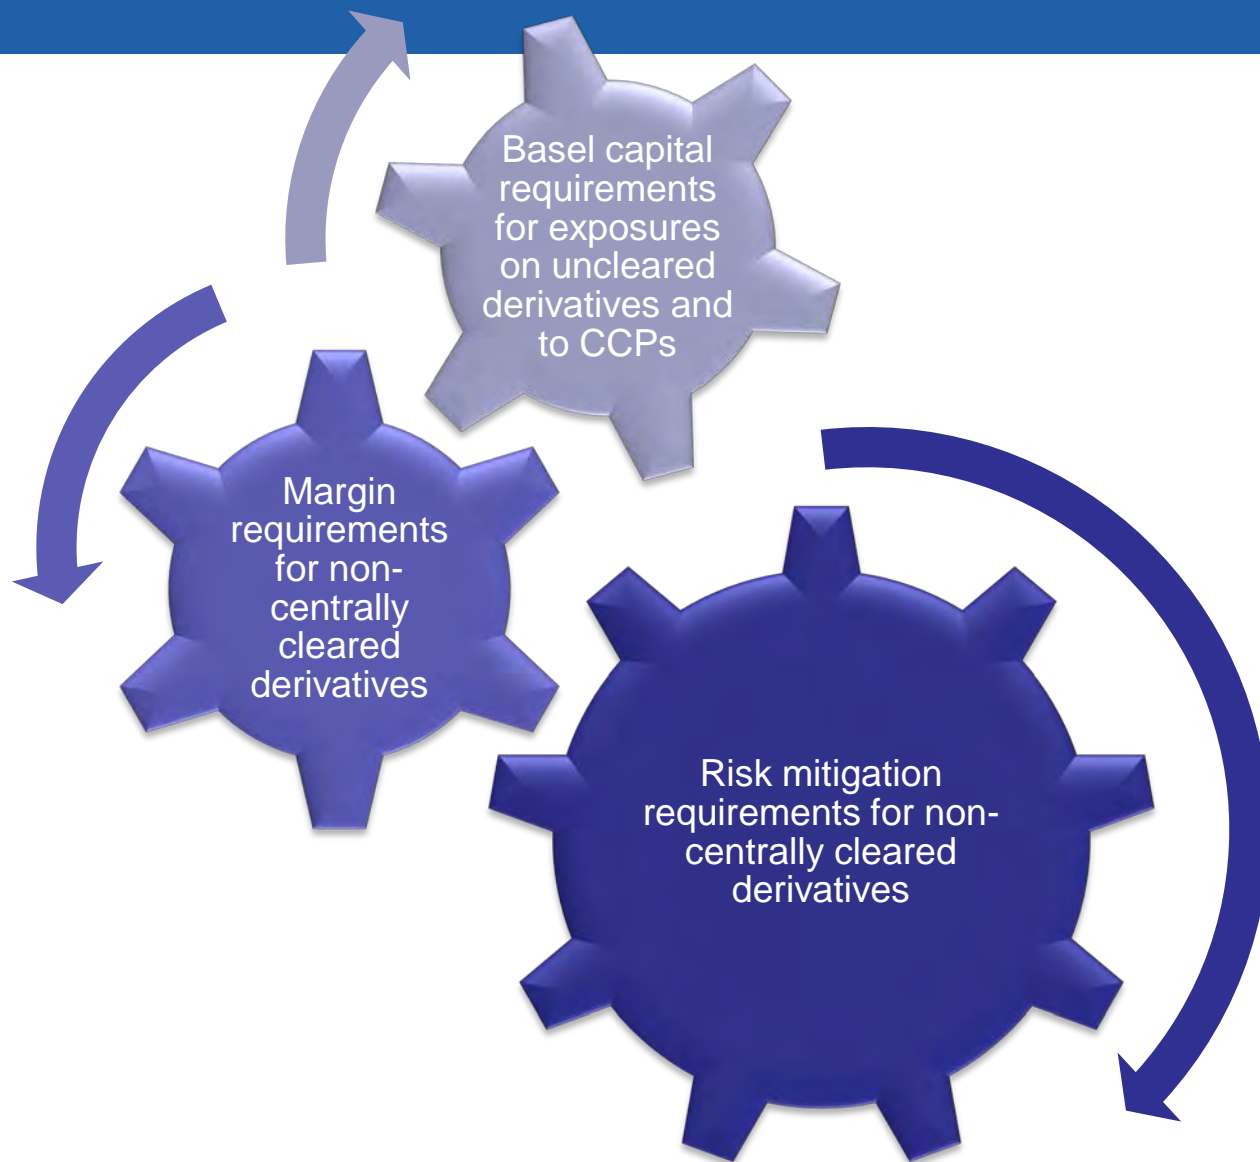 Basel capital
requirements
for exposures
on uncleared
derivatives and
to CCPs
Margin
requirements
for non-
centrally
cleared
derivatives
Risk mitigation
requirements for non-
centrally cleared
derivatives